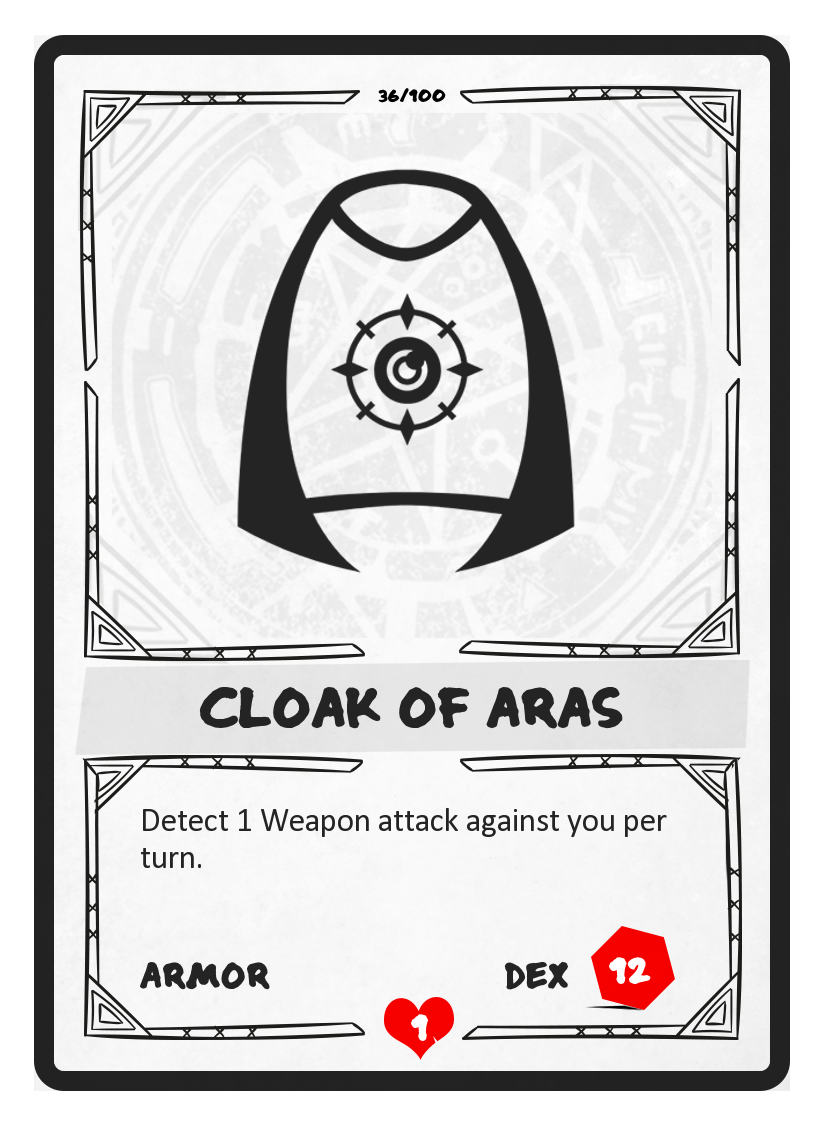 36/100
CLOAK OF ARAS
Detect 1 Weapon attack against you per
turn.
ARMOR DEX 12
1